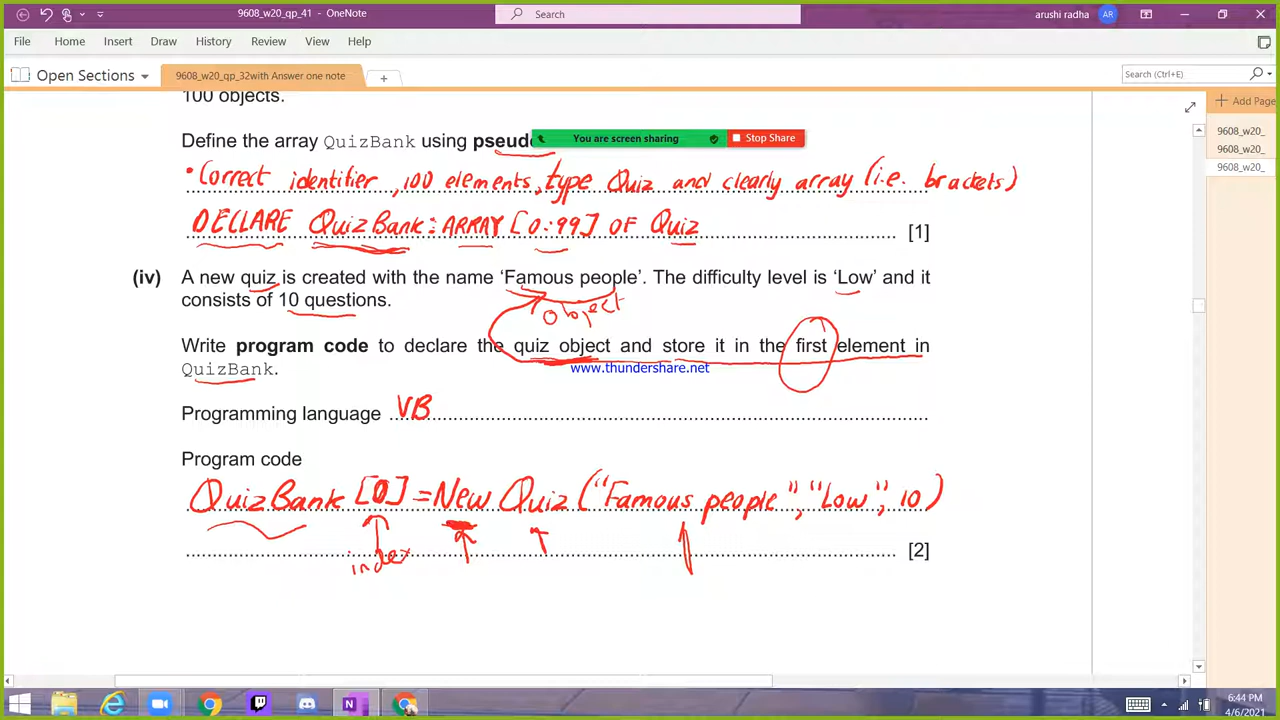 9608_w20_qp_41 - OneNote
Search
arushi radha
AR
File Home Insert Draw History Review View Help
Open Sections
9608_w20_qp_32with Answer one note
+
Search (Ctrl+E)
+ Add Page
9608_w20_
9608_w20_
9608_w20_
100 objects.
Define the array QuizBank using pseud
You are screen sharing
Stop Share
• Correct identifier, 100 elements, type Quiz and clearly array (i.e. brackets)
DECLARE QuizBank : ARRAY [0:99] OF Quiz [1]
(iv) A new quiz is created with the name ‘Famous people’. The difficulty level is ‘Low’ and it
consists of 10 questions.
object
Write program code to declare the quiz object and store it in the first element in
QuizBank.
www.thundershare.net
Programming language VB
Program code
QuizBank [0] = New Quiz ("Famous people", "Low", 10)
index
[2]
6:44 PM
4/6/2021